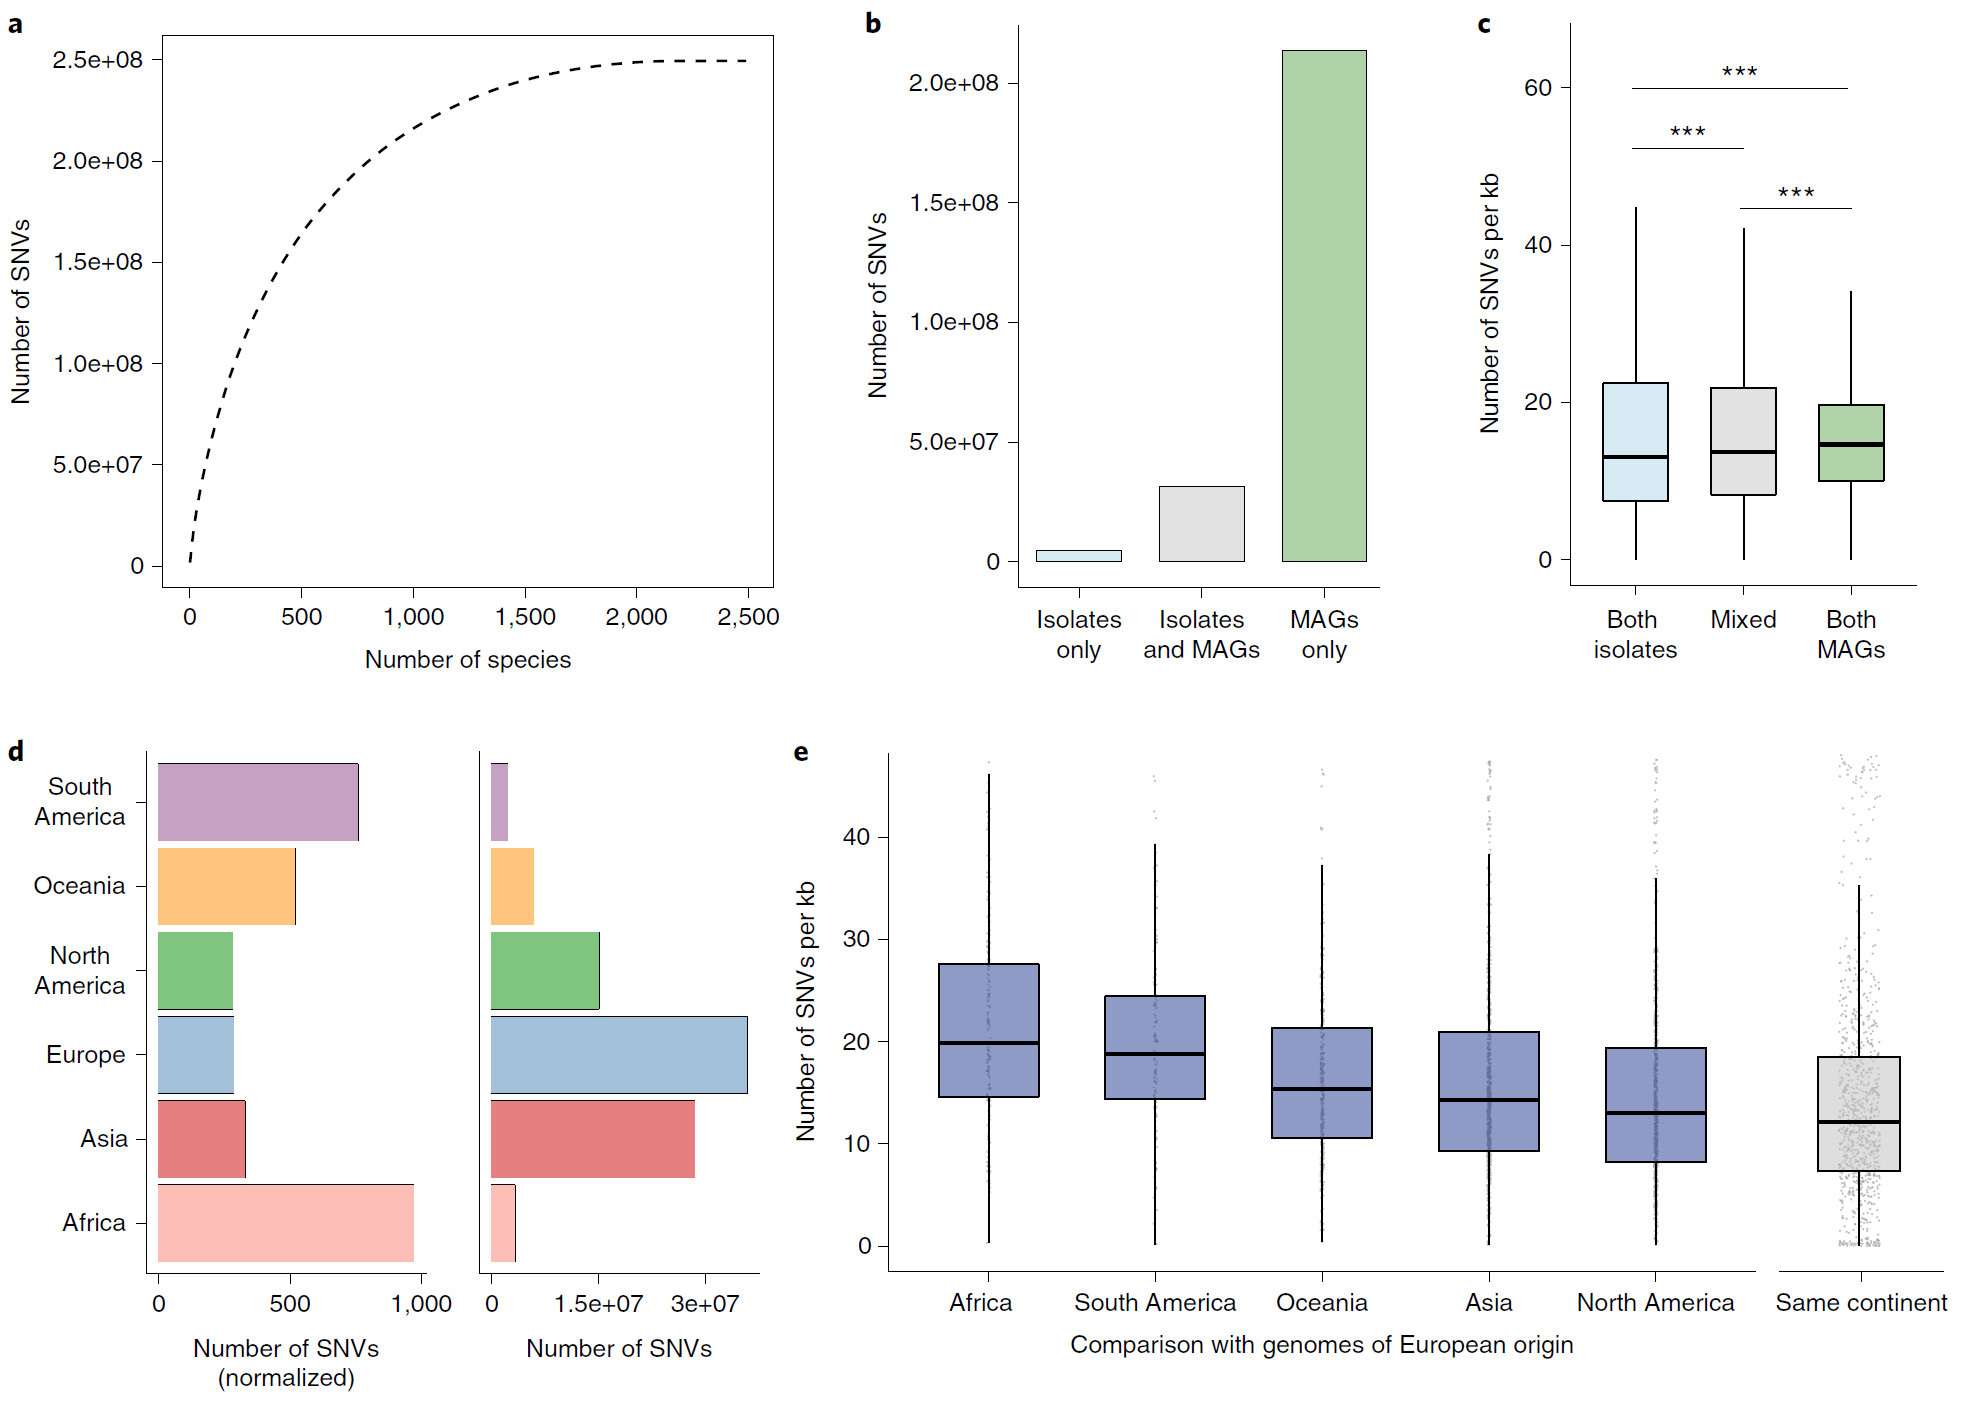 a
2.5e+08
2.0e+08
1.5e+08
1.0e+08
5.0e+07
0
Number of SNVs
0 500 1,000 1,500 2,000 2,500
Number of species
b
2.0e+08
1.5e+08
1.0e+08
5.0e+07
0
Number of SNVs
Isolates only
Isolates and MAGs
MAGs only
c
60
40
20
0
Number of SNVs per kb
***
***
***
Both isolates
Mixed
Both MAGs
d
South
America
Oceania
North
America
Europe
Asia
Africa
0 500 1,000
Number of SNVs
(normalized)
0 1.5e+07 3e+07
Number of SNVs
e
40
30
20
10
0
Number of SNVs per kb
Africa South America Oceania Asia North America Same continent
Comparison with genomes of European origin